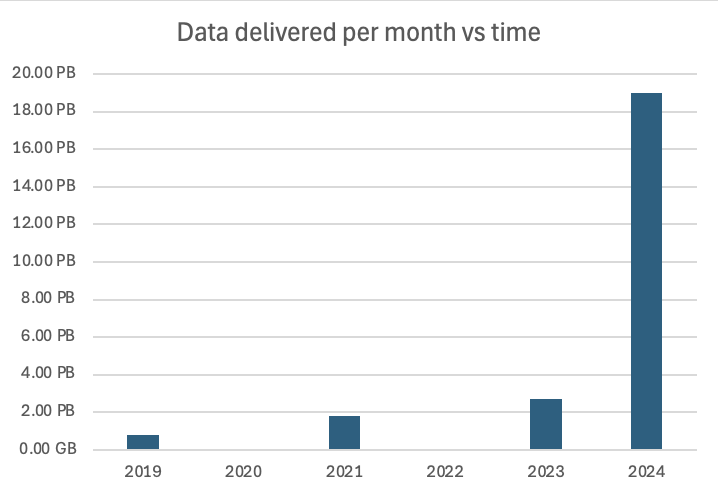 Data delivered per month vs time
20.00 PB
18.00 PB
16.00 PB
14.00 PB
12.00 PB
10.00 PB
8.00 PB
6.00 PB
4.00 PB
2.00 PB
0.00 GB
2019 2020 2021 2022 2023 2024